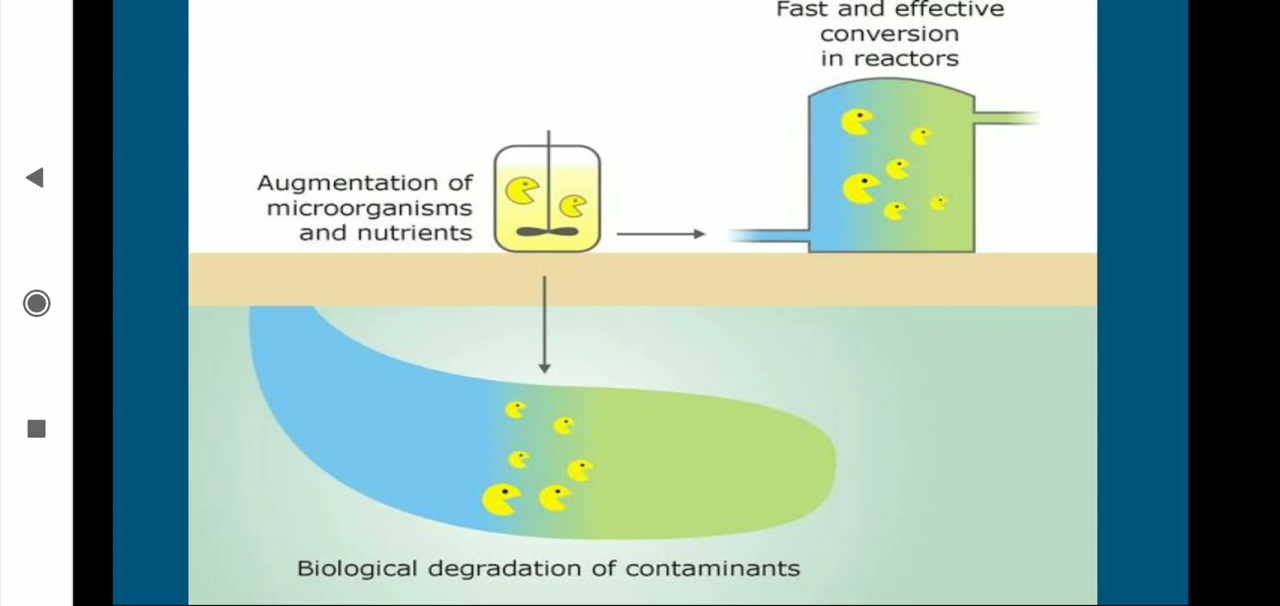 Fast and effective
conversion
in reactors
Augmentation of
microorganisms
and nutrients
Biological degradation of contaminants